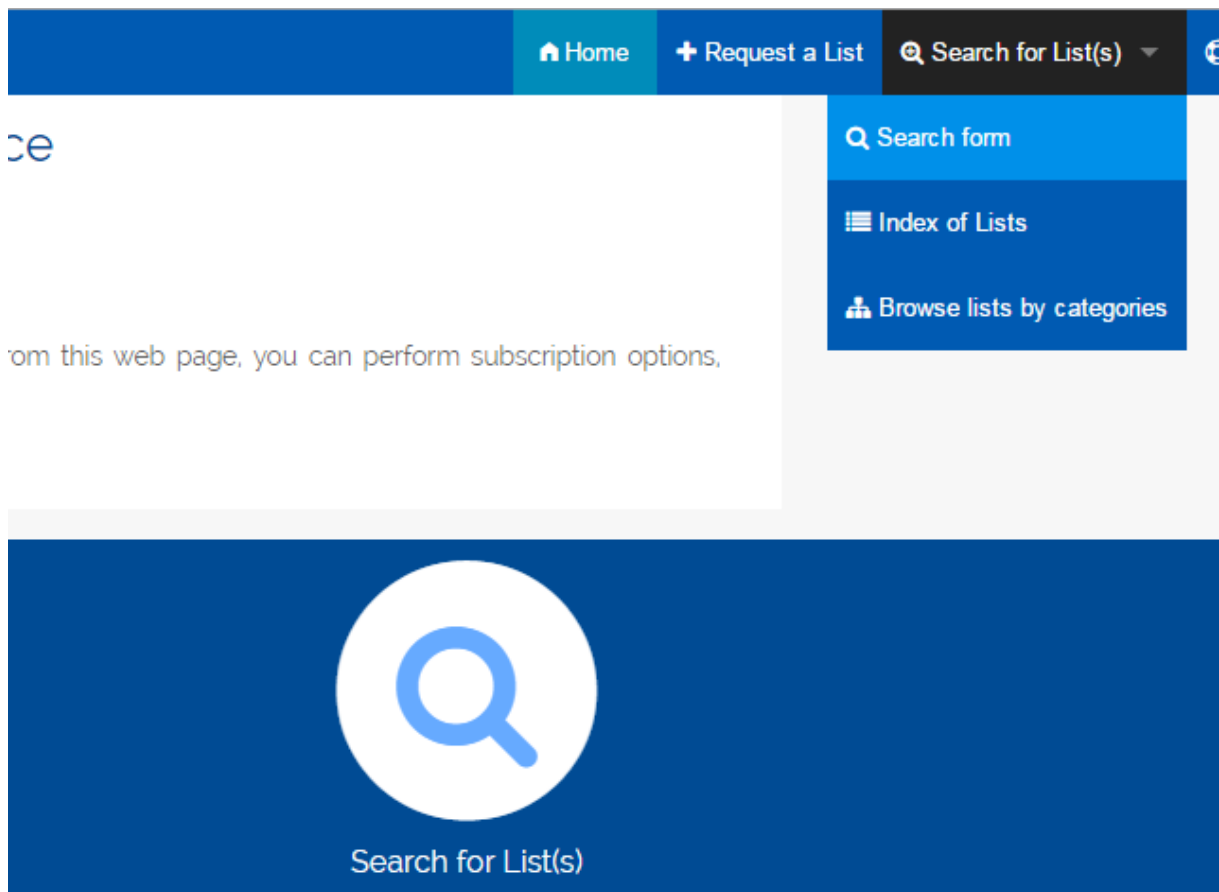 Home
Request a List
Search for List(s)
ce
Search form
Index of Lists
Browse lists by categories
rom this web page, you can perform subscription options,
Search for List(s)